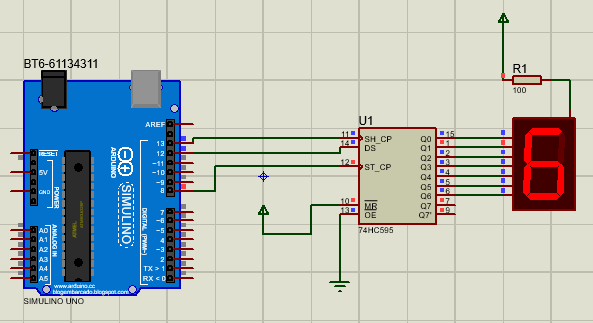 BT6-61134311
AREF
13
12
~11
~10
~9
8
7
~6
~5
4
~3
2
TX > 1
RX < 0
RESET
5V
GND
POWER
A0
A1
A2
A3
A4
A5
ANALOG IN
ARDUINO
SIMULINO
DIGITAL (PWM~)
www.arduino.cc
blogembarcado.blogspot.com
SIMULINO UNO
U1
11 SH_CP Q0 15
14 DS Q1 1
Q2 2
12 ST_CP Q3 3
Q4 4
Q5 5
Q6 6
10 MR Q7 7
13 OE Q7' 9
74HC595
R1
100
6